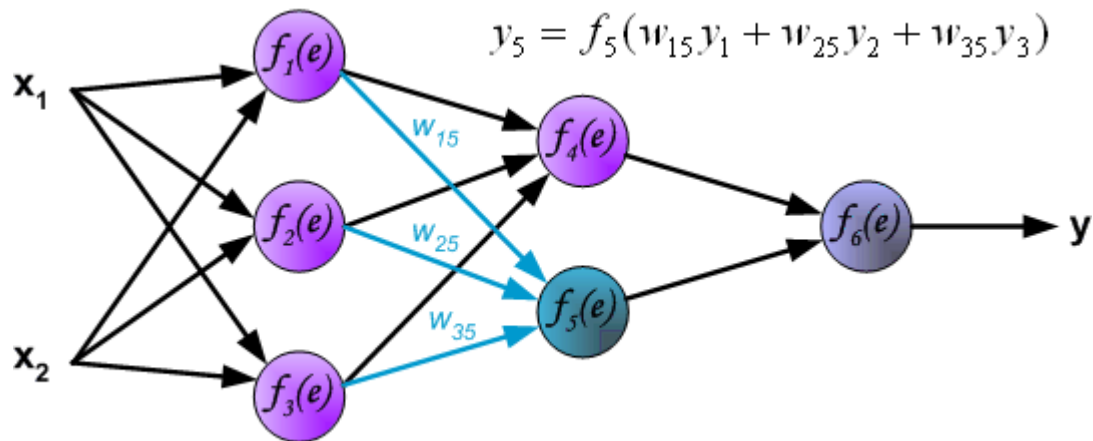 y₅ = f₅(w₁₅y₁ + w₂₅y₂ + w₃₅y₃)
x₁
x₂
f₁(e)
f₂(e)
f₃(e)
w₁₅
w₂₅
w₃₅
f₄(e)
f₅(e)
f₆(e)
y